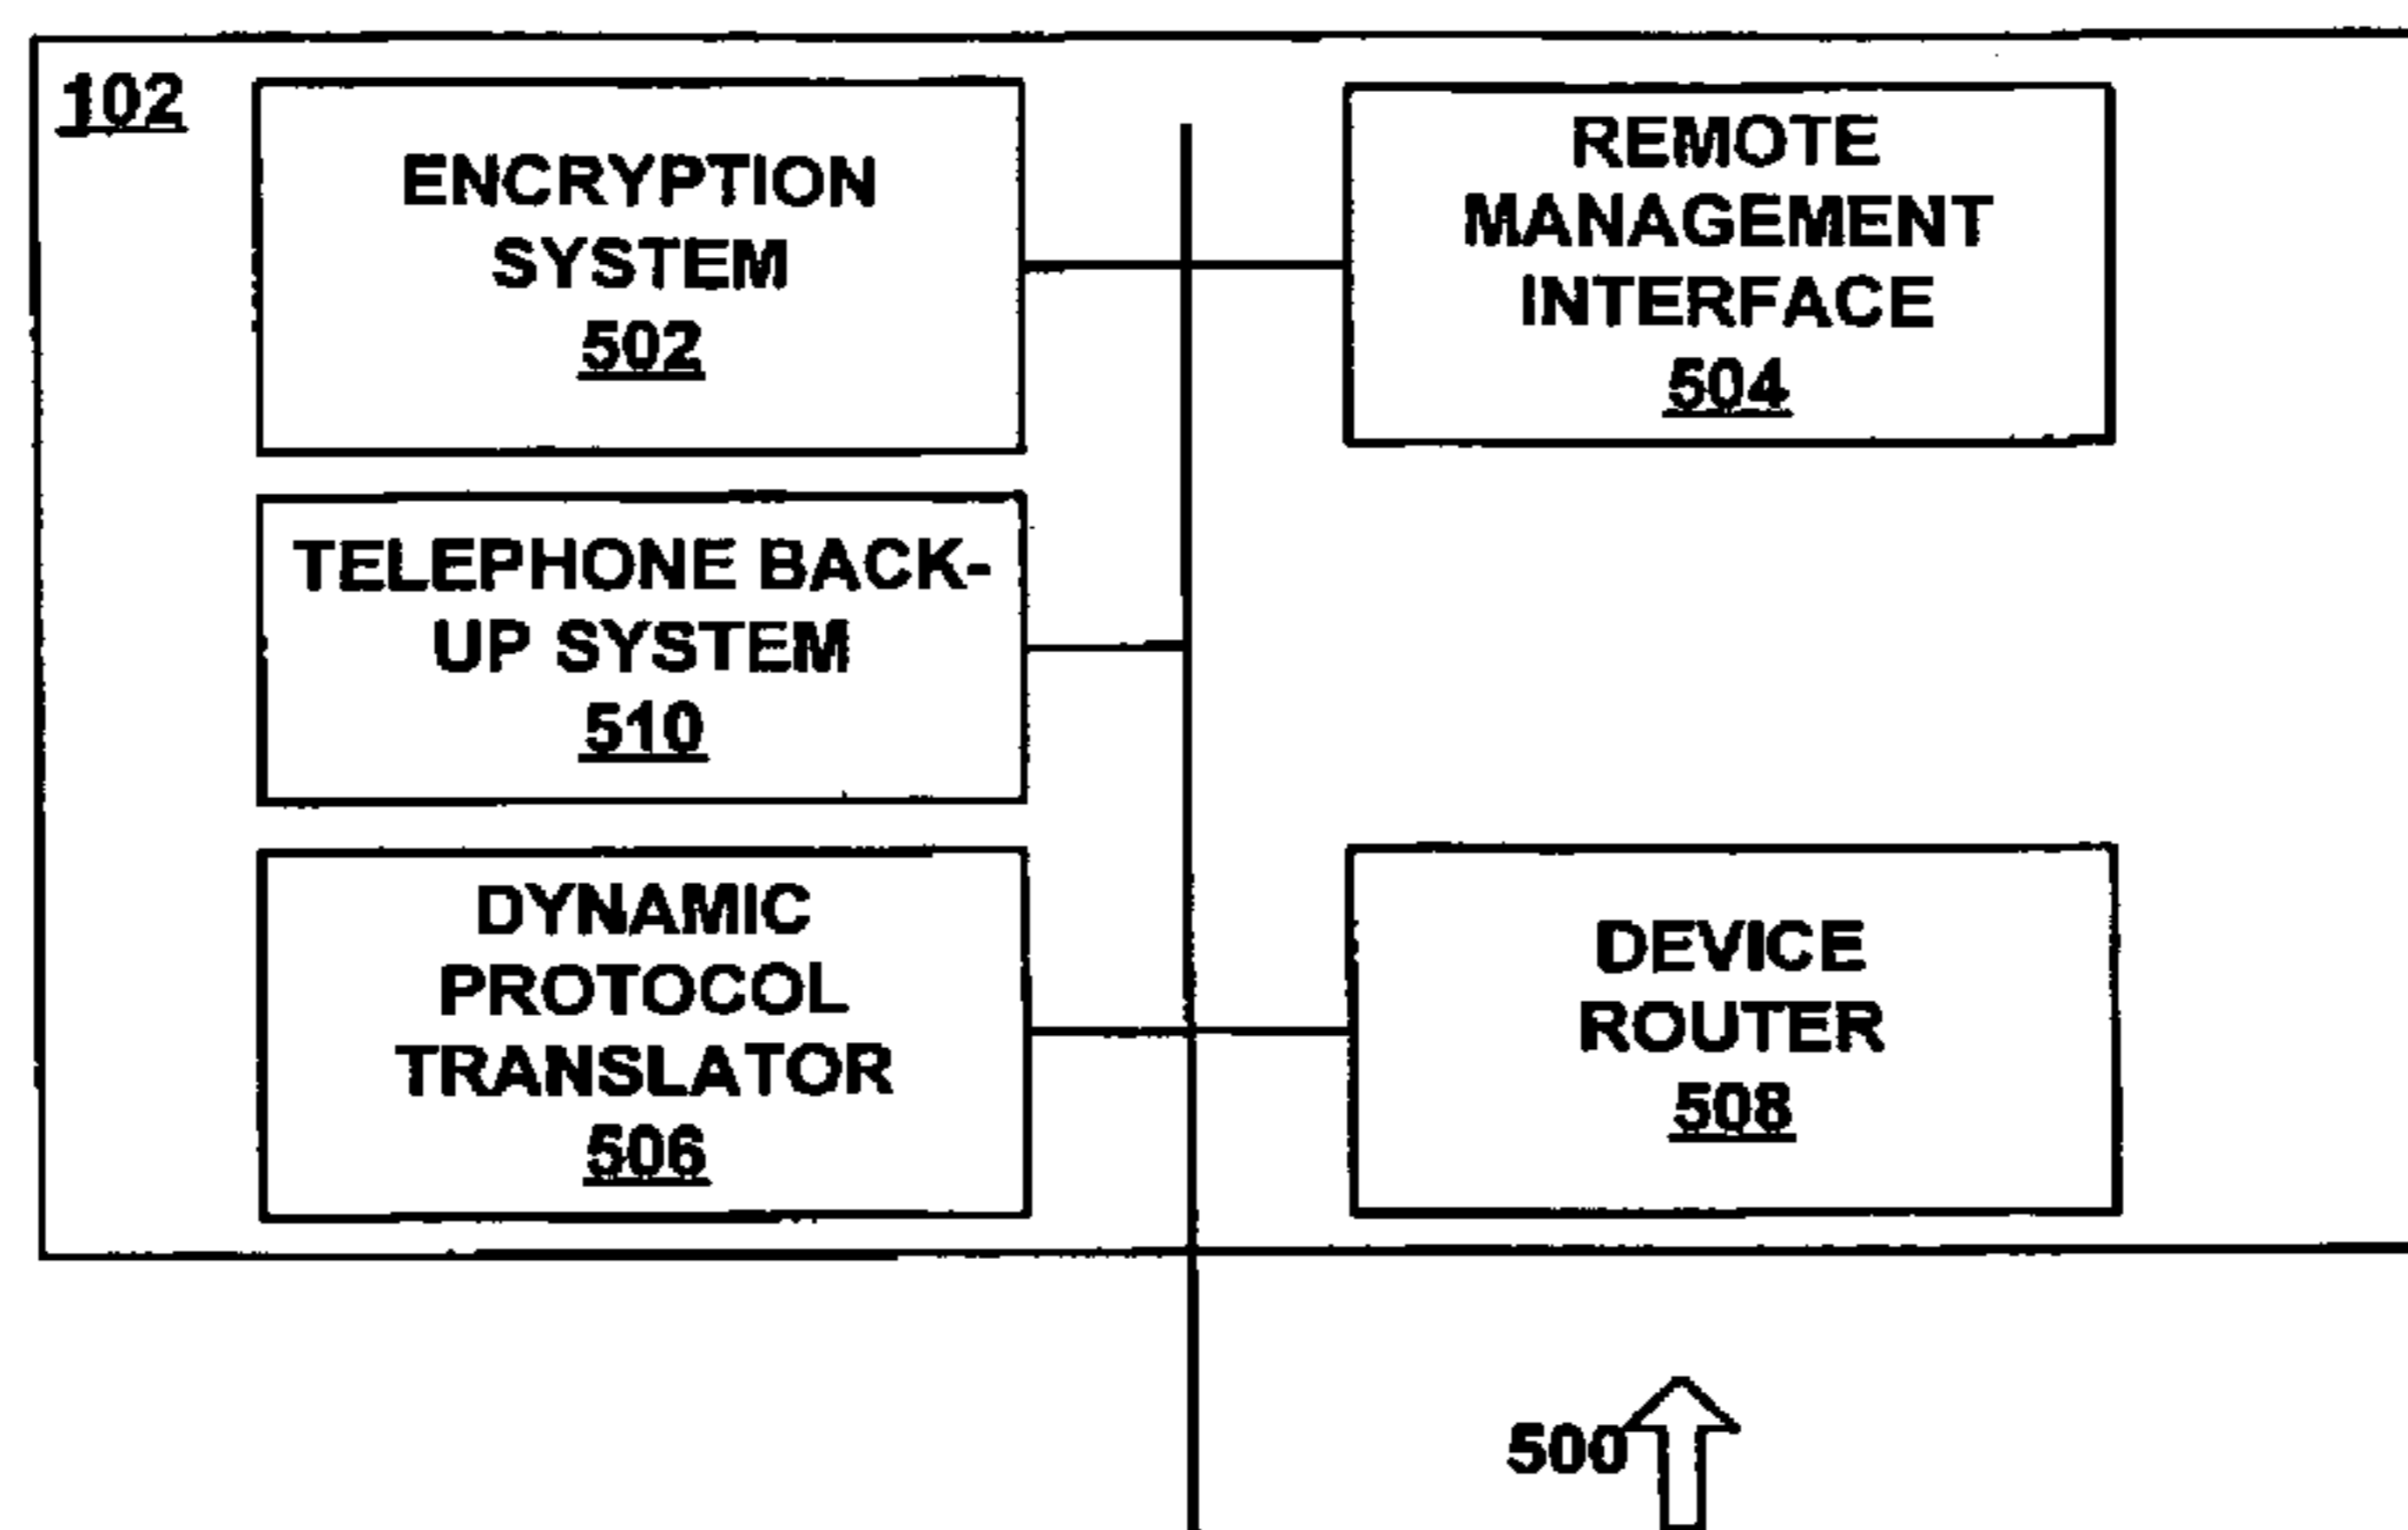 102
ENCRYPTION
SYSTEM
502
REMOTE
MANAGEMENT
INTERFACE
504
TELEPHONE BACK-
UP SYSTEM
510
DYNAMIC
PROTOCOL
TRANSLATOR
506
DEVICE
ROUTER
508
500